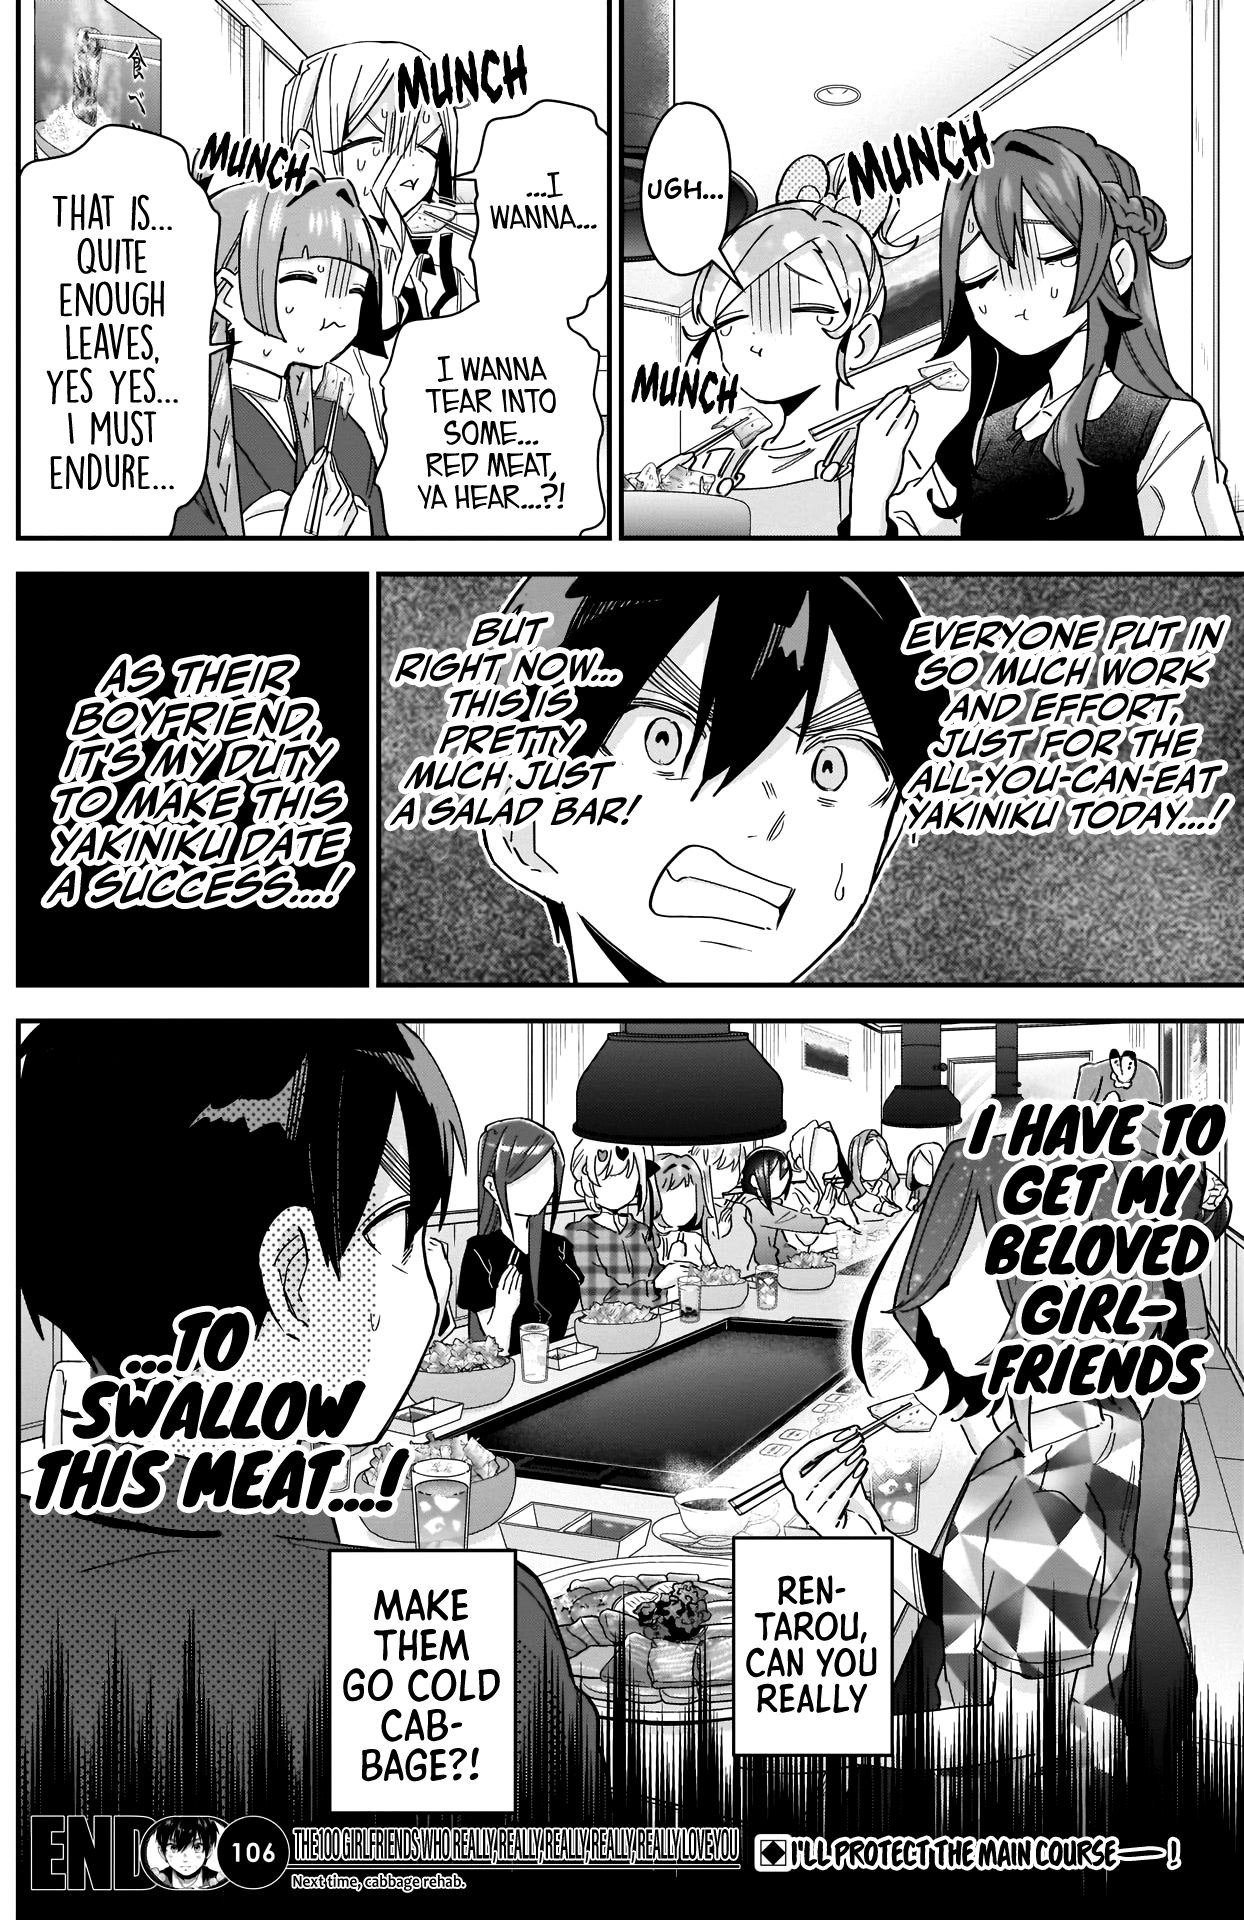 MUNCH
UGH...
MUNCH
MUNCH
...I
WANNA...
MUNCH
I WANNA
TEAR INTO
SOME...
RED MEAT,
YA HEAR...?!
食べ
THAT IS...
QUITE
ENOUGH
LEAVES,
YES YES...
I MUST
ENDURE...
EVERYONE PUT IN
SO MUCH WORK
AND EFFORT,
JUST FOR THE
ALL-YOU-CAN-EAT
YAKINIKU TODAY...!
BUT
RIGHT NOW...
THIS IS
PRETTY
MUCH JUST
A SALAD BAR!
AS THEIR
BOYFRIEND,
IT'S MY DUTY
TO MAKE THIS
YAKINIKU DATE
A SUCCESS...!
I HAVE TO
GET MY
BELOVED
GIRL-
FRIENDS
...TO
SWALLOW
THIS MEAT...!
REN-
TAROU,
CAN YOU
REALLY
MAKE
THEM
GO COLD
CAB-
BAGE?!
END
106
THE 100 GIRLFRIENDS WHO REALLY, REALLY, REALLY, REALLY, REALLY LOVE YOU
Next time, cabbage rehab.
I'LL PROTECT THE MAIN COURSE—!